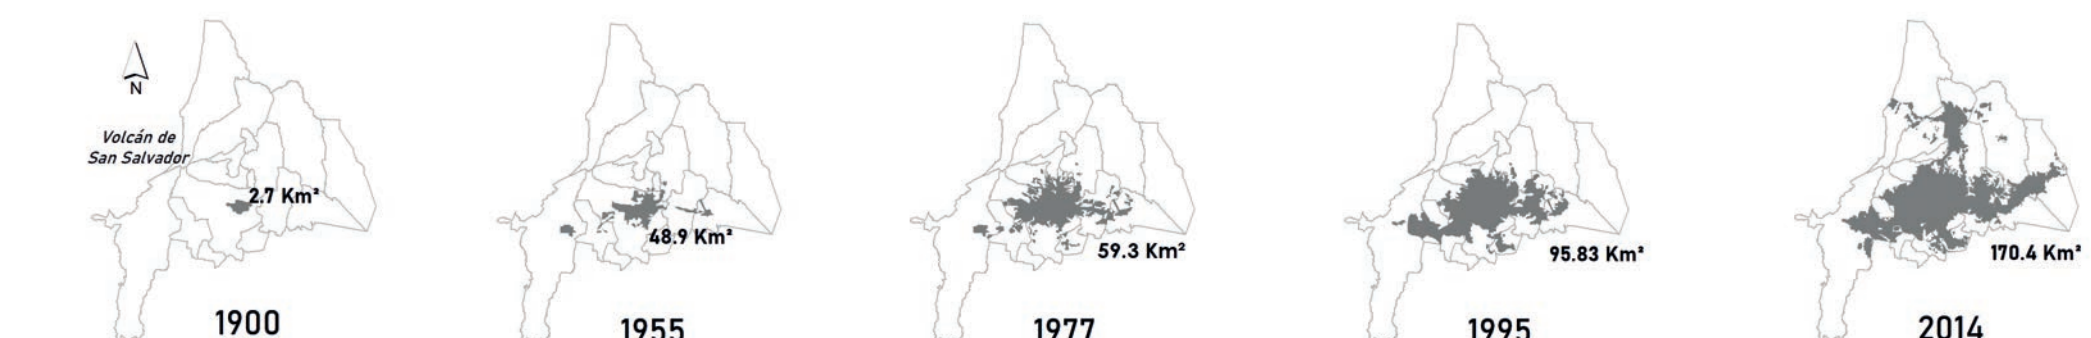 N
Volcán de
San Salvador
2.7 Km²
1900
48.9 Km²
1955
59.3 Km²
1977
95.83 Km²
1995
170.4 Km²
2014